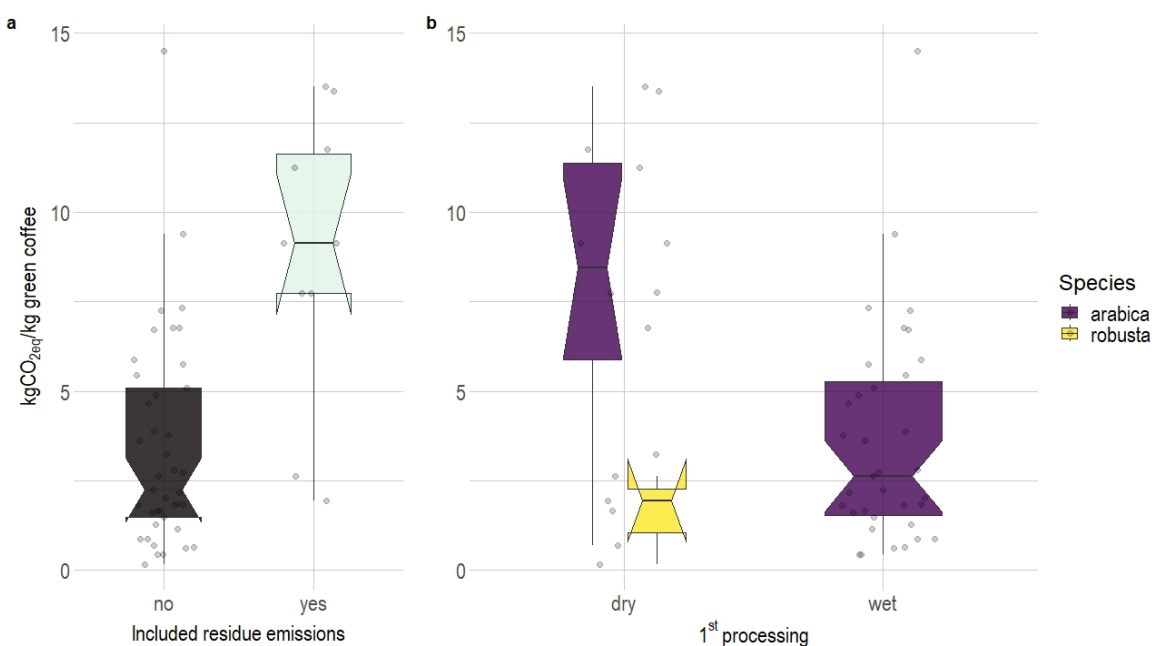 a
kgCO2eq/kg green coffee
15
10
5
0
no yes
Included residue emissions
b
15
10
5
0
dry wet
1st processing
Species
arabica
robusta